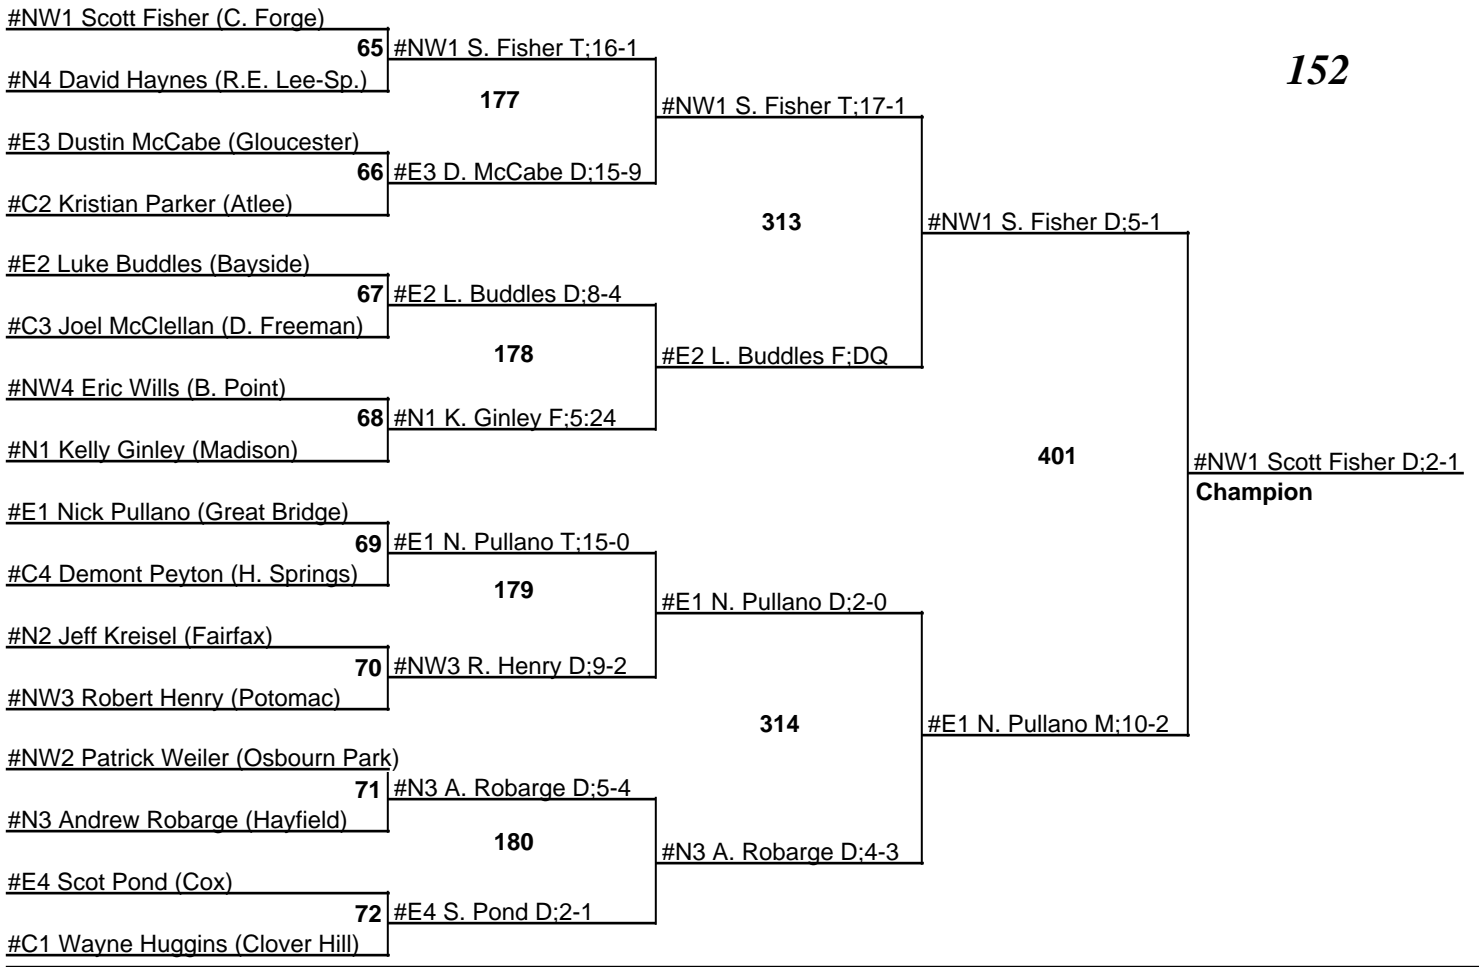 #NW1 Scott Fisher (C. Forge)
65 #NW1 S. Fisher T;16-1
152
#N4 David Haynes (R.E. Lee-Sp.)
177
#NW1 S. Fisher T;17-1
#E3 Dustin McCabe (Gloucester)
66 #E3 D. McCabe D;15-9
#C2 Kristian Parker (Atlee)
313
#NW1 S. Fisher D;5-1
#E2 Luke Buddles (Bayside)
67 #E2 L. Buddles D;8-4
#C3 Joel McClellan (D. Freeman)
178
#E2 L. Buddles F;DQ
#NW4 Eric Wills (B. Point)
68 #N1 K. Ginley F;5:24
#N1 Kelly Ginley (Madison)
401
#NW1 Scott Fisher D;2-1
Champion
#E1 Nick Pullano (Great Bridge)
69 #E1 N. Pullano T;15-0
#C4 Demont Peyton (H. Springs)
179
#E1 N. Pullano D;2-0
#N2 Jeff Kreisel (Fairfax)
70 #NW3 R. Henry D;9-2
#NW3 Robert Henry (Potomac)
314
#E1 N. Pullano M;10-2
#NW2 Patrick Weiler (Osbourn Park)
71 #N3 A. Robarge D;5-4
#N3 Andrew Robarge (Hayfield)
180
#N3 A. Robarge D;4-3
#E4 Scot Pond (Cox)
72 #E4 S. Pond D;2-1
#C1 Wayne Huggins (Clover Hill)